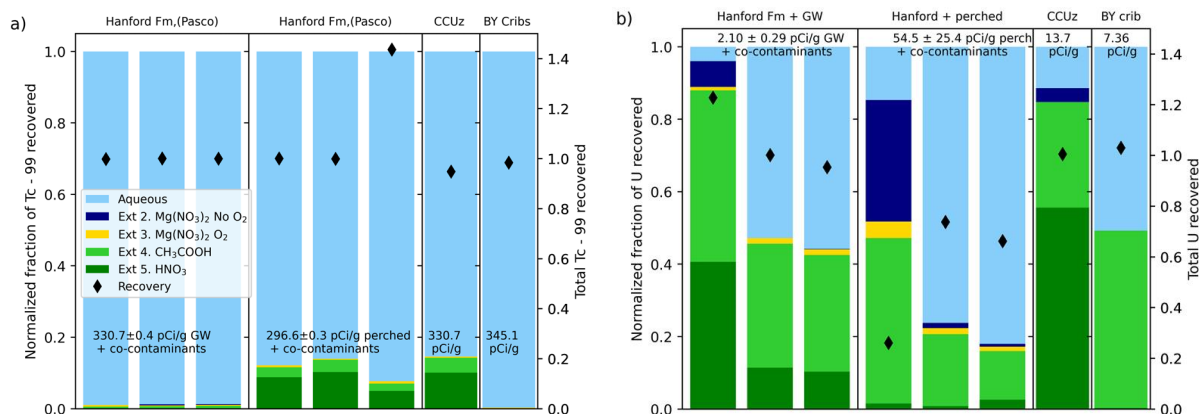 a)
Hanford Fm,(Pasco)
Hanford Fm,(Pasco)
CCUz
BY Cribs
Normalized fraction of Tc - 99 recovered
1.0
0.8
0.6
0.4
0.2
0.0
Aqueous
Ext 2. Mg(NO₃)₂ No O₂
Ext 3. Mg(NO₃)₂ O₂
Ext 4. CH₃COOH
Ext 5. HNO₃
Recovery
330.7±0.4 pCi/g GW
+ co-contaminants
296.6±0.3 pCi/g perched
+ co-contaminants
330.7
pCi/g
345.1
pCi/g
1.4
1.2
1.0
0.8
0.6
0.4
0.2
0.0
Total Tc - 99 recovered
b)
Hanford Fm + GW
Hanford + perched
CCUz
BY crib
Normalized fraction of U recovered
1.0
0.8
0.6
0.4
0.2
0.0
2.10 ± 0.29 pCi/g GW
+ co-contaminants
54.5 ± 25.4 pCi/g perch
+ co-contaminants
13.7
pCi/g
7.36
pCi/g
1.4
1.2
1.0
0.8
0.6
0.4
0.2
0.0
Total U recovered